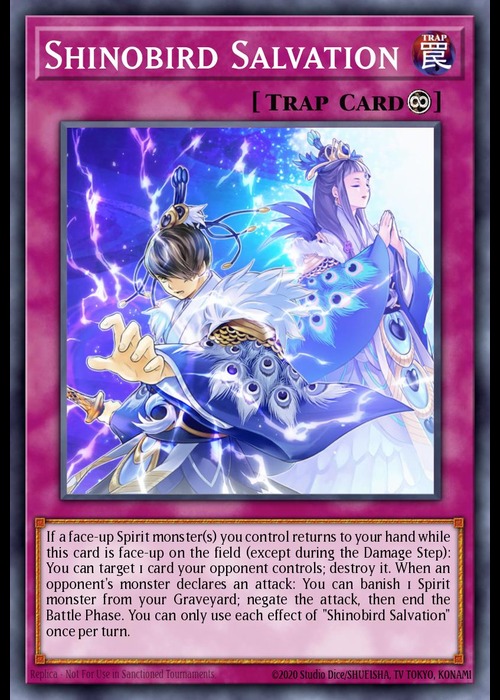 SHINOBIRD SALVATION
TRAP
罠
[ TRAP CARD ]
If a face-up Spirit monster(s) you control returns to your hand while
this card is face-up on the field (except during the Damage Step):
You can target 1 card your opponent controls; destroy it. When an
opponent's monster declares an attack: You can banish 1 Spirit
monster from your Graveyard; negate the attack, then end the
Battle Phase. You can only use each effect of "Shinobird Salvation"
once per turn.
Replica - Not For Use in Sanctioned Tournaments.
©2020 Studio Dice/SHUEISHA, TV TOKYO, KONAMI